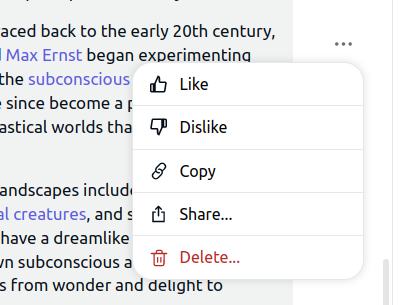 raced back to the early 20th century,
Max Ernst began experimenting
the subconscious
Like
since become a p
Dislike
astical worlds tha
Copy
andscapes include
Share...
al creatures, and s
have a dreamlike
Delete...
wn subconscious a
s from wonder and delight to